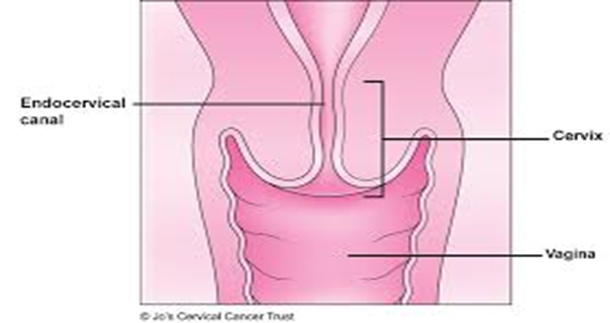 Endocervical
canal
Cervix
Vagina
© Jo's Cervical Cancer Trust